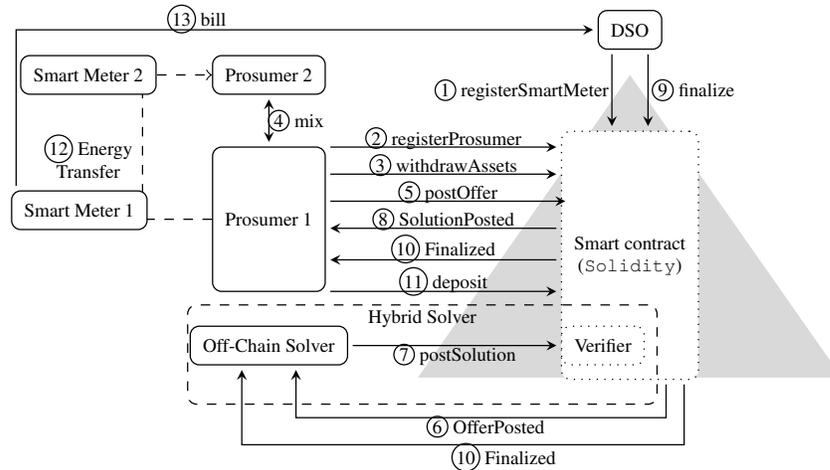 13 bill
DSO
Smart Meter 2
Prosumer 2
1 registerSmartMeter
9 finalize
4 mix
2 registerProsumer
12 Energy
Transfer
3 withdrawAssets
5 postOffer
Smart Meter 1
Prosumer 1
8 SolutionPosted
Smart contract
(Solidity)
10 Finalized
11 deposit
Hybrid Solver
Off-Chain Solver
7 postSolution
Verifier
6 OfferPosted
10 Finalized